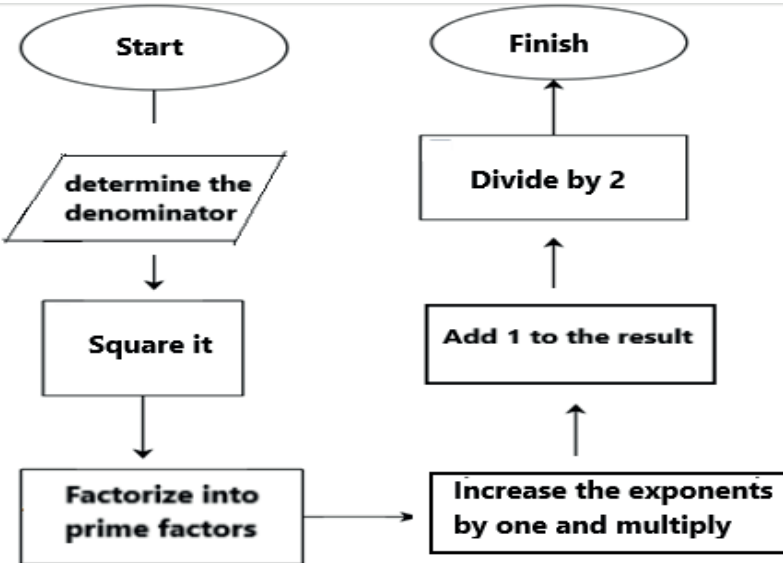 Start
determine the
denominator
Square it
Factorize into
prime factors
Increase the exponents
by one and multiply
Add 1 to the result
Divide by 2
Finish